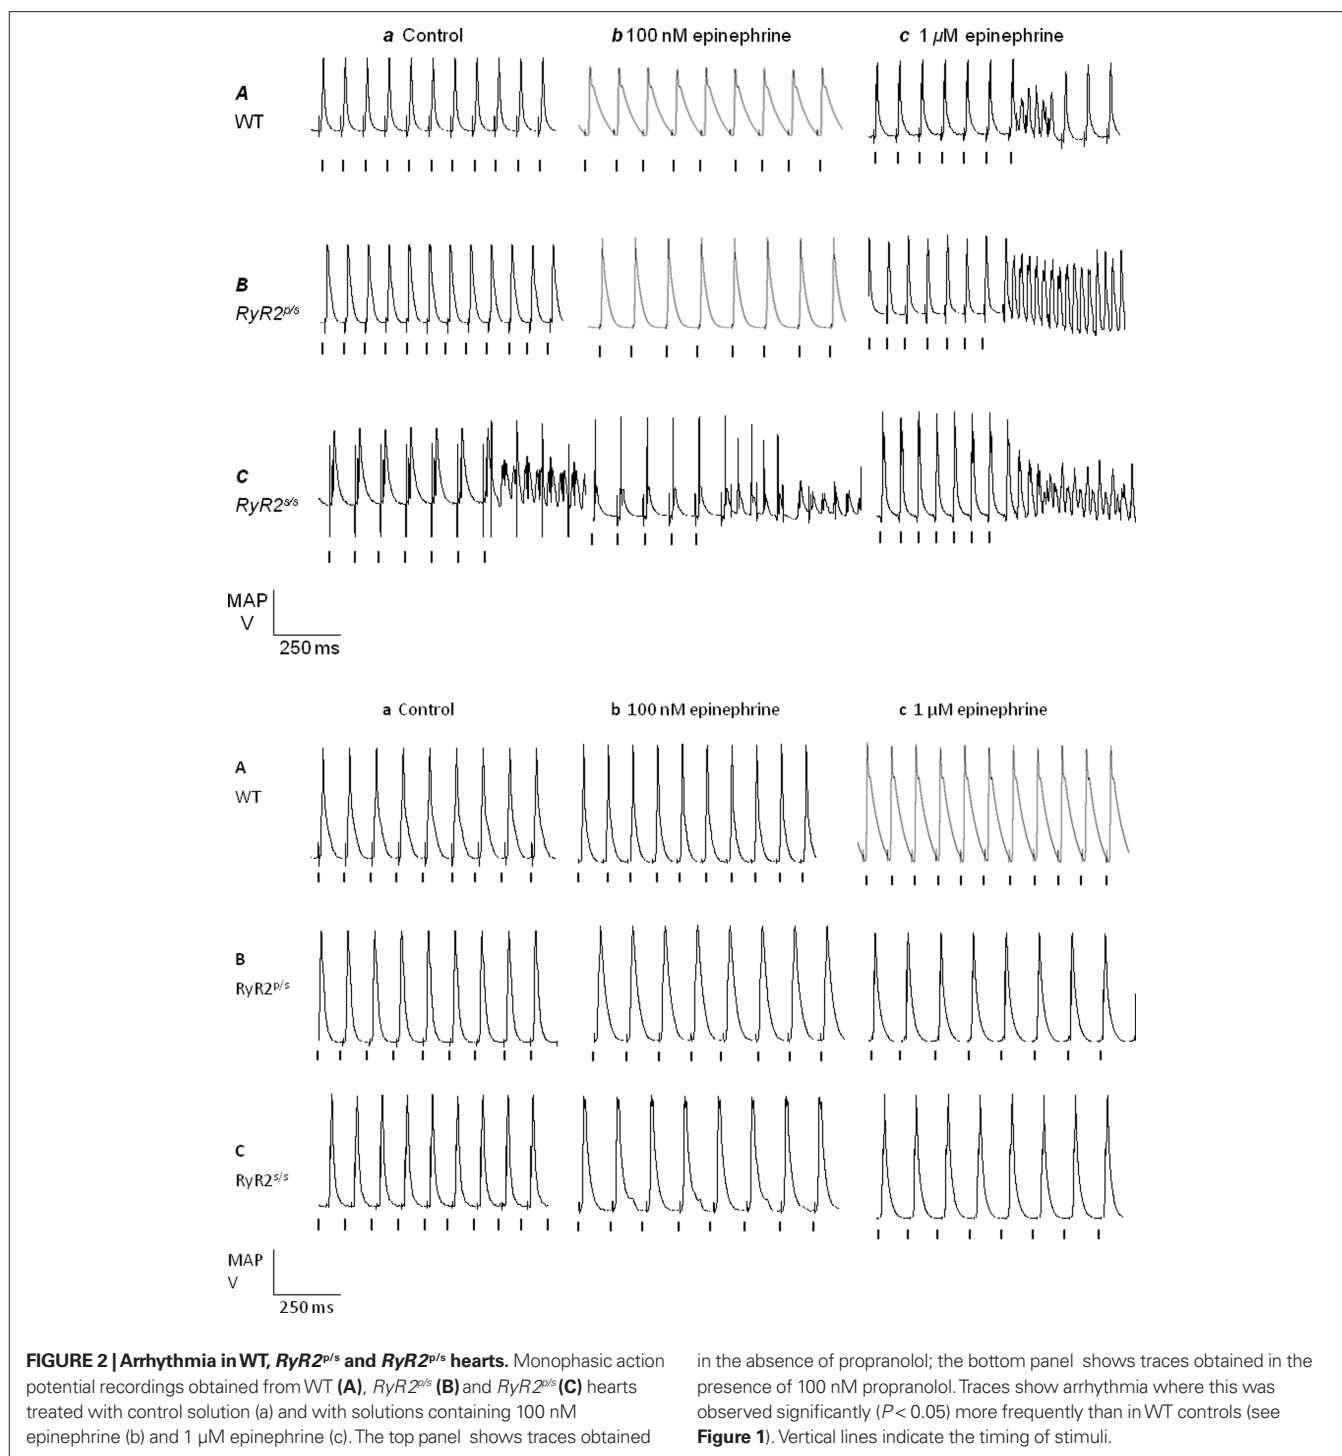 a Control b 100 nM epinephrine c 1 µM epinephrine
A
WT
B
RyR2p/s
C
RyR2s/s
MAP
V
250 ms
a Control b 100 nM epinephrine c 1 µM epinephrine
A
WT
B
RyR2p/s
C
RyR2s/s
MAP
V
250 ms
FIGURE 2 | Arrhythmia in WT, RyR2p/s and RyR2p/s hearts. Monophasic action
potential recordings obtained from WT (A), RyR2p/s (B) and RyR2p/s (C) hearts
treated with control solution (a) and with solutions containing 100 nM
epinephrine (b) and 1 µM epinephrine (c). The top panel shows traces obtained
in the absence of propranolol; the bottom panel shows traces obtained in the
presence of 100 nM propranolol. Traces show arrhythmia where this was
observed significantly (P < 0.05) more frequently than in WT controls (see
Figure 1). Vertical lines indicate the timing of stimuli.